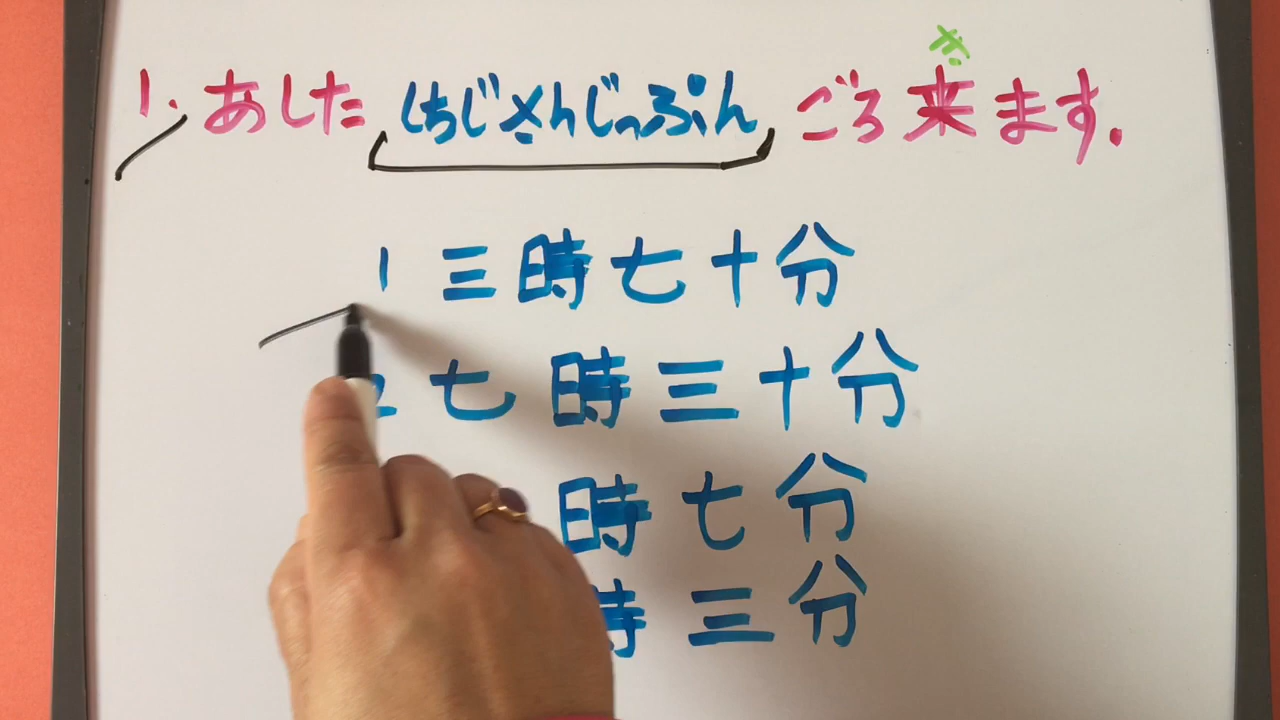 き
1. あした しちじさんじっぷん ごろ 来ます.
1 三時七十分
2 七時三十分
時七分
時三分